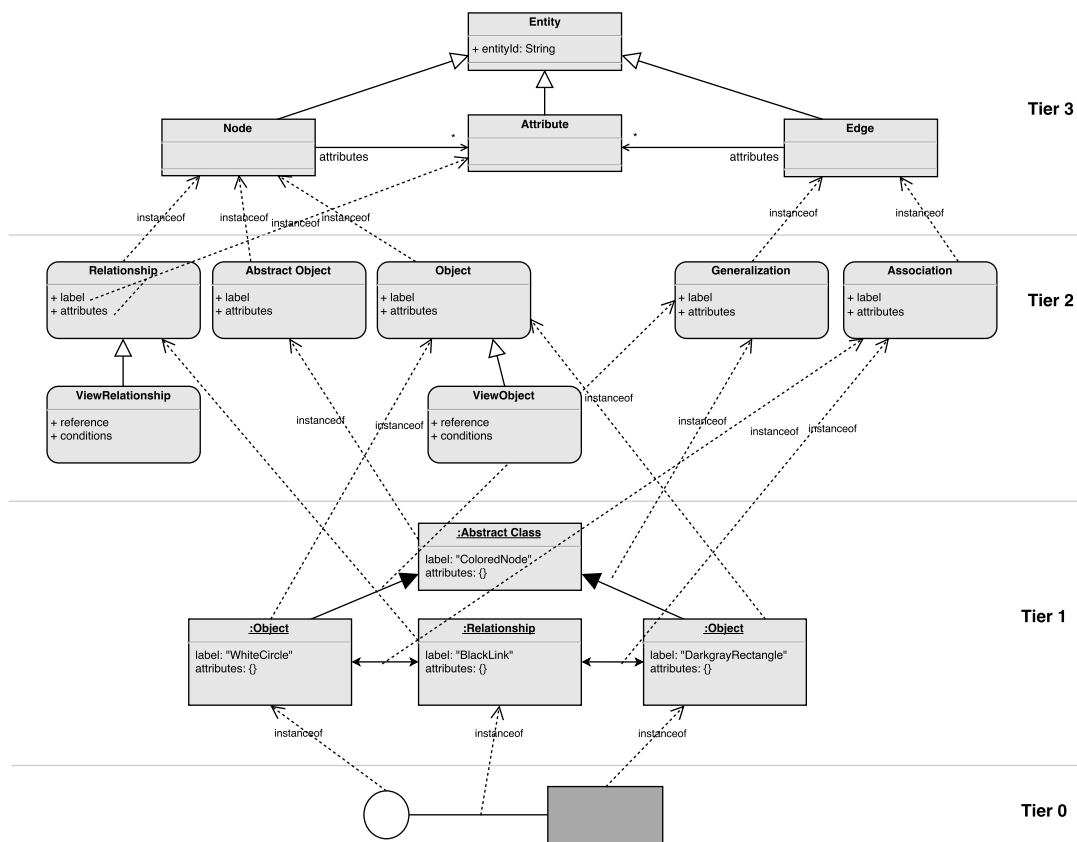 Entity
+ entityId: String
Tier 3
Node
Attribute
Edge
*
*
attributes
attributes
instanceof
instanceof
instanceof
instanceof
instanceof
instanceof
Relationship
+ label
+ attributes
Abstract Object
+ label
+ attributes
Object
+ label
+ attributes
Generalization
+ label
+ attributes
Association
+ label
+ attributes
Tier 2
ViewRelationship
+ reference
+ conditions
ViewObject
+ reference
+ conditions
instanceof
instanceof
instanceof
instanceof
instanceof
instanceof
:Abstract Class
label: "ColoredNode"
attributes: {}
Tier 1
:Object
label: "WhiteCircle"
attributes: {}
:Relationship
label: "BlackLink"
attributes: {}
:Object
label: "DarkgrayRectangle"
attributes: {}
instanceof
instanceof
instanceof
Tier 0